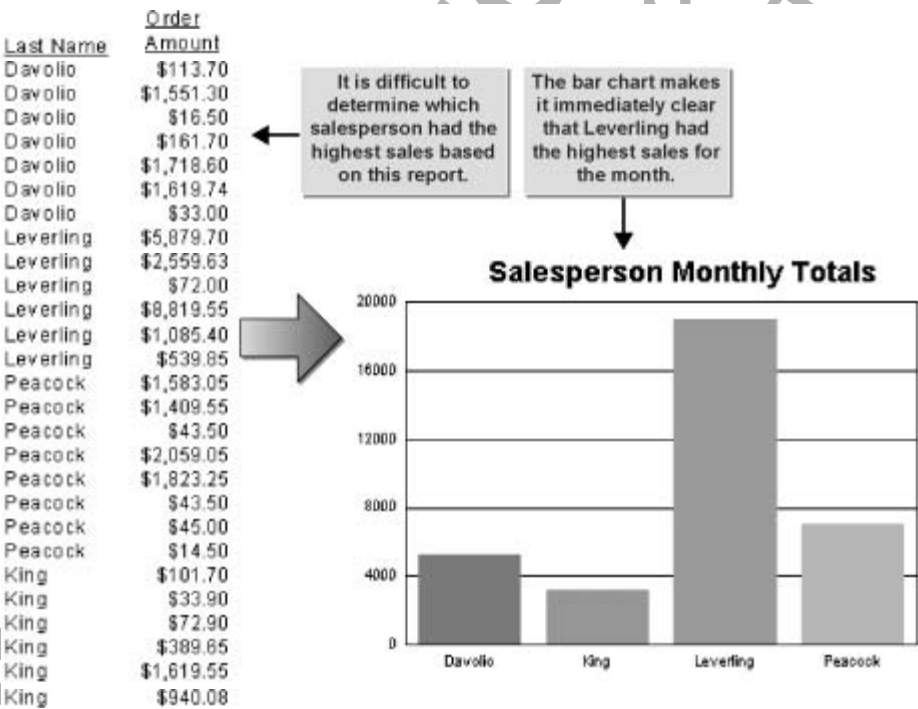 Order
Last Name Amount
Davolio $113.70
Davolio $1,551.30
Davolio $16.50
Davolio $161.70
Davolio $1,718.60
Davolio $1,619.74
Davolio $33.00
Leverling $5,879.70
Leverling $2,559.63
Leverling $72.00
Leverling $8,819.55
Leverling $1,085.40
Leverling $539.85
Peacock $1,583.05
Peacock $1,409.55
Peacock $43.50
Peacock $2,059.05
Peacock $1,823.25
Peacock $43.50
Peacock $45.00
Peacock $14.50
King $101.70
King $33.90
King $72.90
King $389.65
King $1,619.55
King $940.08
It is difficult to
determine which
salesperson had the
highest sales based
on this report.
The bar chart makes
it immediately clear
that Leverling had
the highest sales for
the month.
Salesperson Monthly Totals
20000
16000
12000
8000
4000
0
Davolio King Leverling Peacock